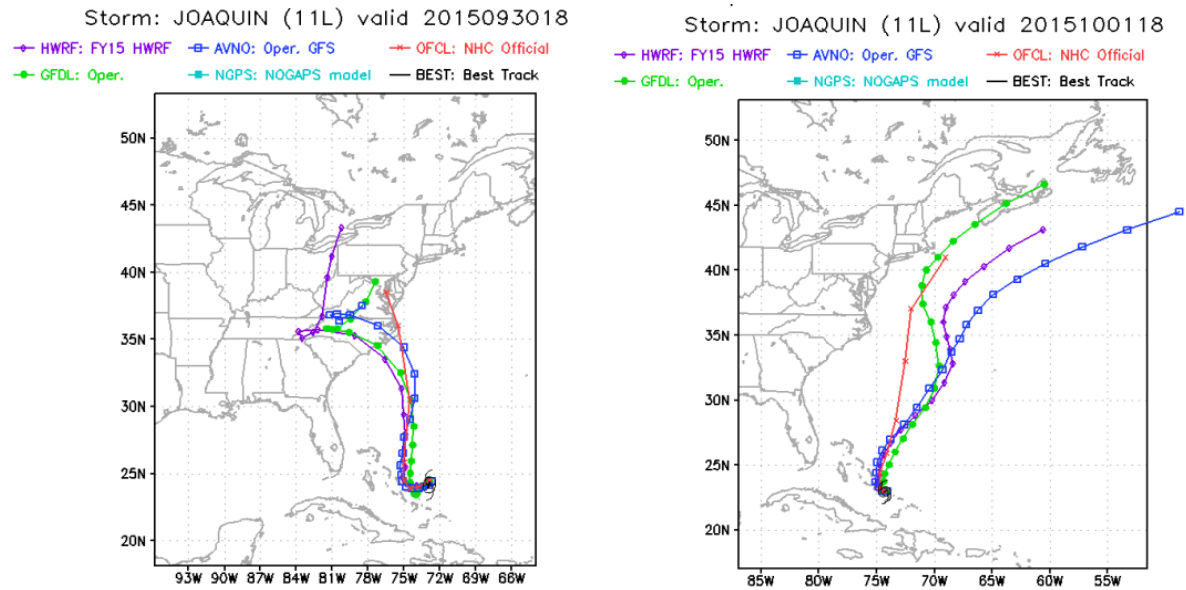 Storm: JOAQUIN (11L) valid 2015093018
HWRF: FY15 HWRF AVNO: Oper. GFS OFCL: NHC Official
GFDL: Oper. NGPS: NOGAPS model BEST: Best Track
50N
45N
40N
35N
30N
25N
20N
93W 90W 87W 84W 81W 78W 75W 72W 69W 66W
Storm: JOAQUIN (11L) valid 2015100118
HWRF: FY15 HWRF AVNO: Oper. GFS OFCL: NHC Official
GFDL: Oper. NGPS: NOGAPS model BEST: Best Track
50N
45N
40N
35N
30N
25N
20N
85W 80W 75W 70W 65W 60W 55W